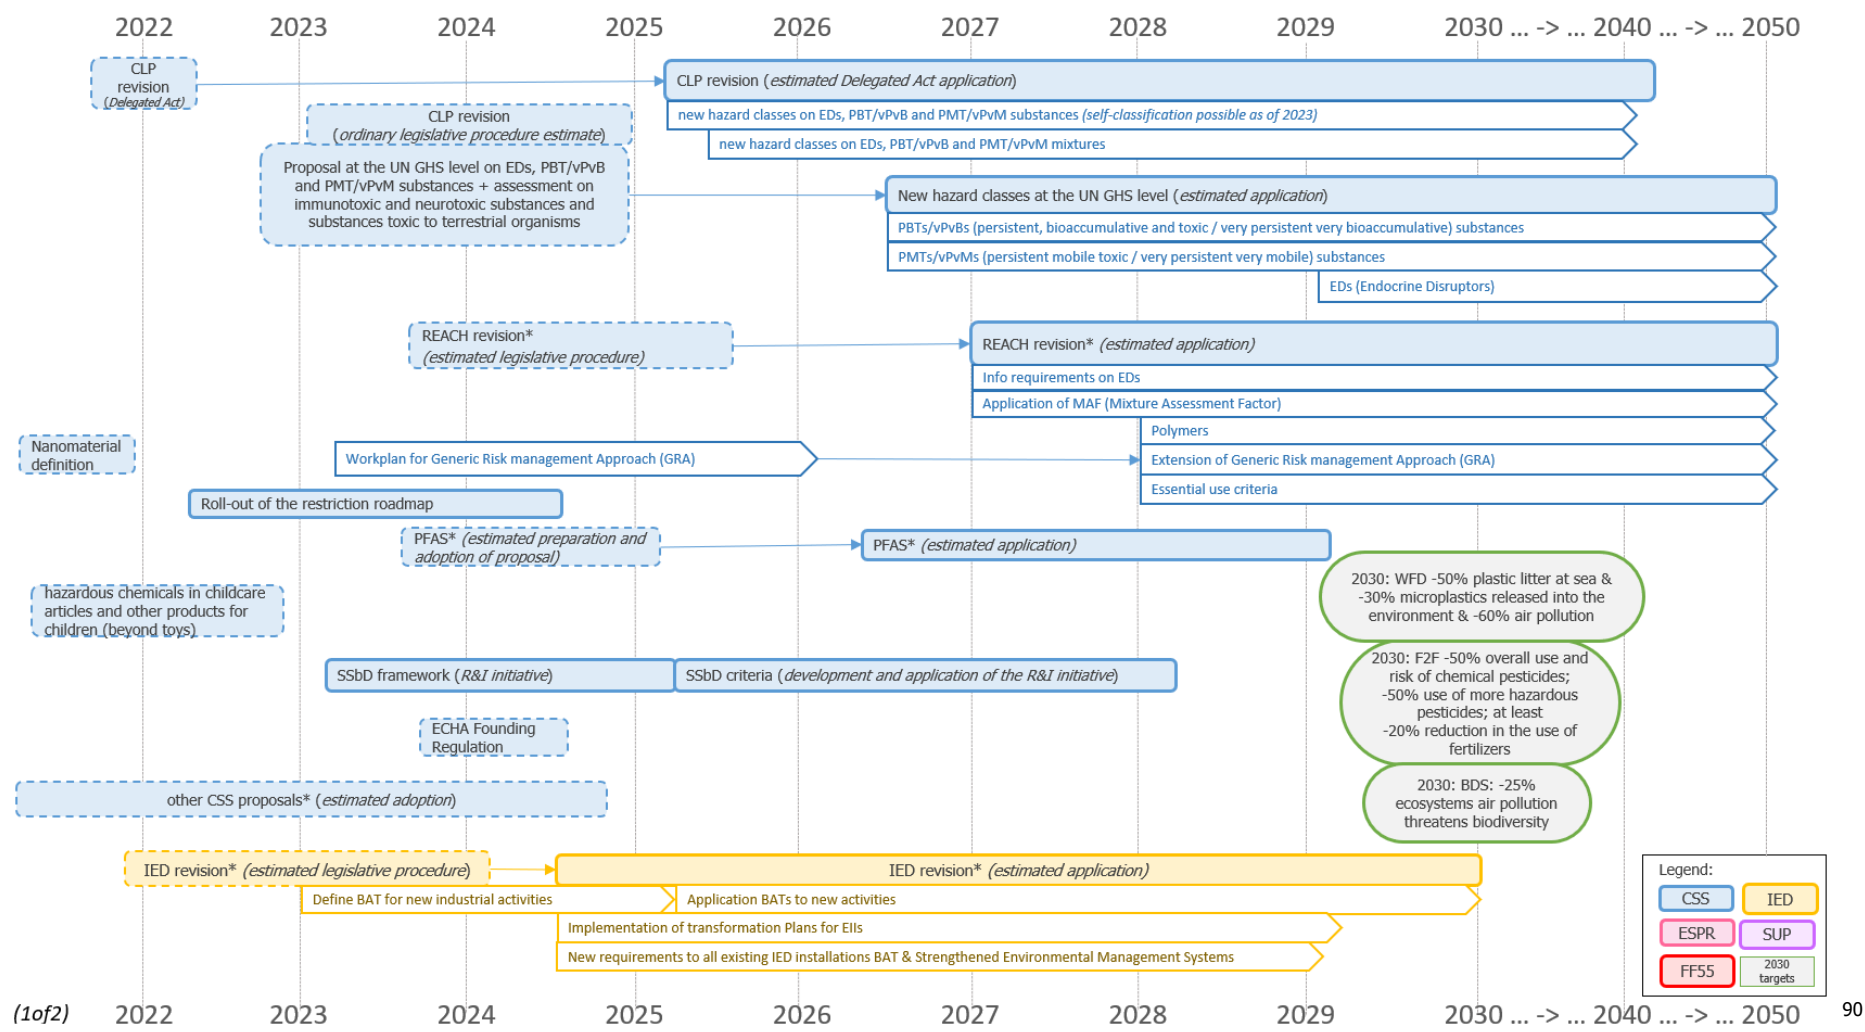 2022 2023 2024 2025 2026 2027 2028 2029 2030 ... -> ... 2040 ... -> ... 2050
CLP
revision
(Delegated Act)
CLP revision (estimated Delegated Act application)
CLP revision
(ordinary legislative procedure estimate)
new hazard classes on EDs, PBT/vPvB and PMT/vPvM substances (self-classification possible as of 2023)
new hazard classes on EDs, PBT/vPvB and PMT/vPvM mixtures
Proposal at the UN GHS level on EDs, PBT/vPvB
and PMT/vPvM substances + assessment on
immunotoxic and neurotoxic substances and
substances toxic to terrestrial organisms
New hazard classes at the UN GHS level (estimated application)
PBTs/vPvBs (persistent, bioaccumulative and toxic / very persistent very bioaccumulative) substances
PMTs/vPvMs (persistent mobile toxic / very persistent very mobile) substances
EDs (Endocrine Disruptors)
REACH revision*
(estimated legislative procedure)
REACH revision* (estimated application)
Info requirements on EDs
Application of MAF (Mixture Assessment Factor)
Polymers
Nanomaterial
definition
Workplan for Generic Risk management Approach (GRA)
Extension of Generic Risk management Approach (GRA)
Essential use criteria
Roll-out of the restriction roadmap
PFAS* (estimated preparation and
adoption of proposal)
PFAS* (estimated application)
2030: WFD -50% plastic litter at sea &
-30% microplastics released into the
environment & -60% air pollution
hazardous chemicals in childcare
articles and other products for
children (beyond toys)
SSbD framework (R&I initiative)
SSbD criteria (development and application of the R&I initiative)
2030: F2F -50% overall use and
risk of chemical pesticides;
-50% use of more hazardous
pesticides; at least
-20% reduction in the use of
fertilizers
ECHA Founding
Regulation
other CSS proposals* (estimated adoption)
2030: BDS: -25%
ecosystems air pollution
threatens biodiversity
IED revision* (estimated legislative procedure)
IED revision* (estimated application)
Define BAT for new industrial activities
Application BATs to new activities
Implementation of transformation Plans for EIIs
New requirements to all existing IED installations BAT & Strengthened Environmental Management Systems
Legend:
CSS IED
ESPR SUP
FF55
2030
targets
(1of2)
2022 2023 2024 2025 2026 2027 2028 2029 2030 ... -> ... 2040 ... -> ... 2050
90